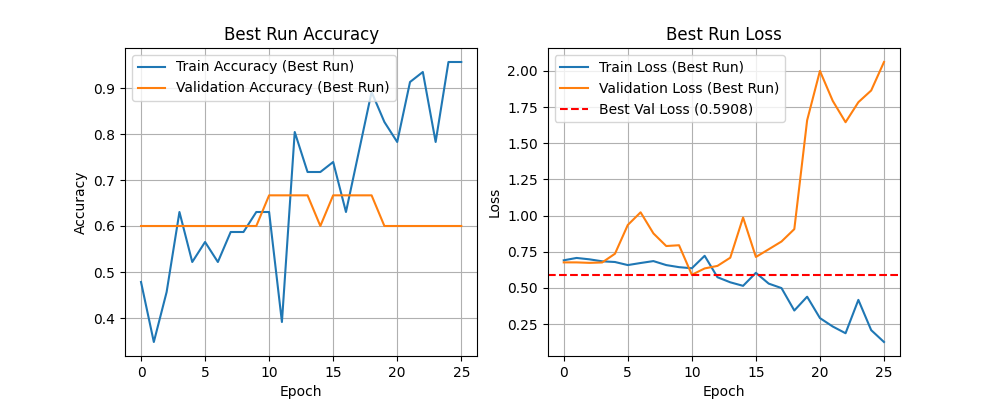 Best Run Accuracy
Train Accuracy (Best Run)
Validation Accuracy (Best Run)
Accuracy
0.9
0.8
0.7
0.6
0.5
0.4
0 5 10 15 20 25
Epoch
Best Run Loss
Train Loss (Best Run)
Validation Loss (Best Run)
Best Val Loss (0.5908)
Loss
2.00
1.75
1.50
1.25
1.00
0.75
0.50
0.25
0 5 10 15 20 25
Epoch